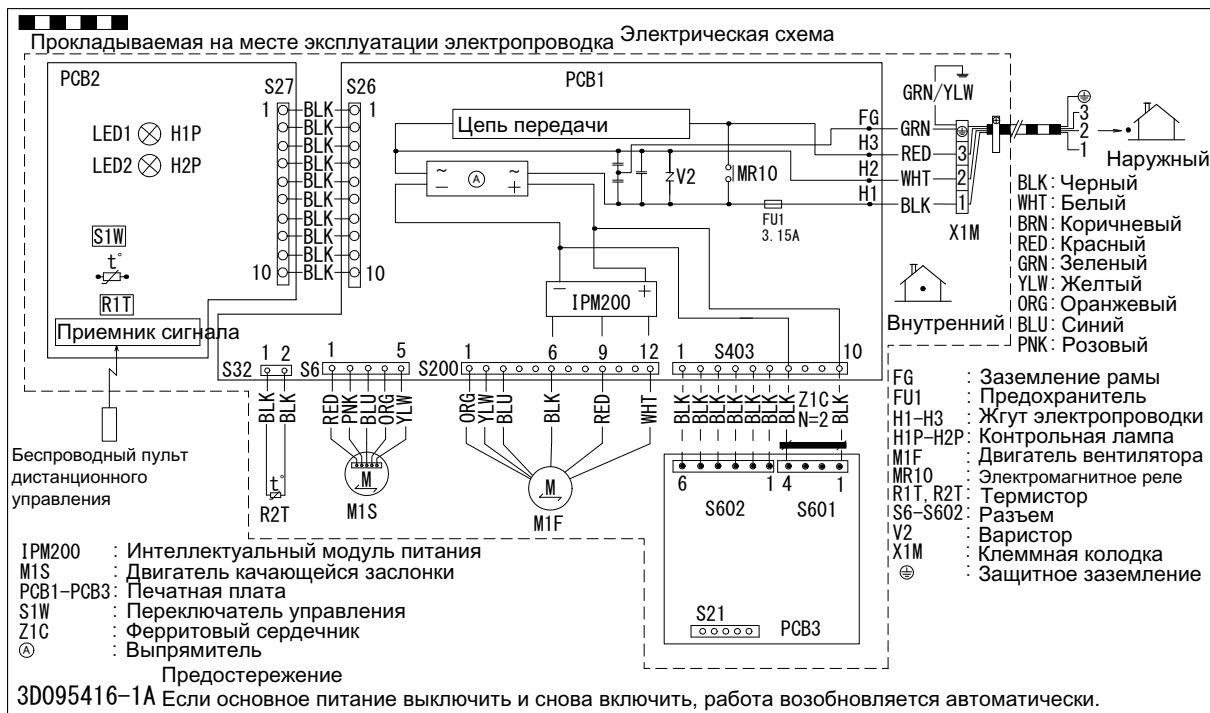 Прокладываемая на месте эксплуатации электропроводка
Электрическая схема
PCB2
S27
S26
PCB1
1
BLK
1
BLK
BLK
BLK
BLK
BLK
BLK
BLK
BLK
10
BLK
10
LED1
H1P
LED2
H2P
S1W
t°
R1T
Приемник сигнала
Цепь передачи
~
~
A
−
+
V2
MR10
FU1
3.15A
FG
H3
H2
H1
GRN/YLW
GRN
RED
3
WHT
2
BLK
1
X1M
3
2
1
Наружный
Внутренний
BLK: Черный
WHT: Белый
BRN: Коричневый
RED: Красный
GRN: Зеленый
YLW: Желтый
ORG: Оранжевый
BLU: Синий
PNK: Розовый
− IPM200 +
S32 1 2
S6 1 5
S200 1 6 9 12
1 S403 10
BLK BLK
RED PNK BLU ORG YLW
ORG YLW BLU BLK RED WHT
BLK BLK BLK BLK BLK BLK BLK
Z1C
N=2
BLK
t°
R2T
M
M1S
M
M1F
6 1
S602
4 1
S601
S21
PCB3
Беспроводный пульт
дистанционного
управления
FG : Заземление рамы
FU1 : Предохранитель
H1-H3 : Жгут электропроводки
H1P-H2P: Контрольная лампа
M1F : Двигатель вентилятора
MR10 : Электромагнитное реле
R1T, R2T: Термистор
S6-S602: Разъем
V2 : Варистор
X1M : Клеммная колодка
: Защитное заземление
IPM200 : Интеллектуальный модуль питания
M1S : Двигатель качающейся заслонки
PCB1-PCB3: Печатная плата
S1W : Переключатель управления
Z1C : Ферритовый сердечник
A : Выпрямитель
Предостережение
3D095416-1A Если основное питание выключить и снова включить, работа возобновляется автоматически.